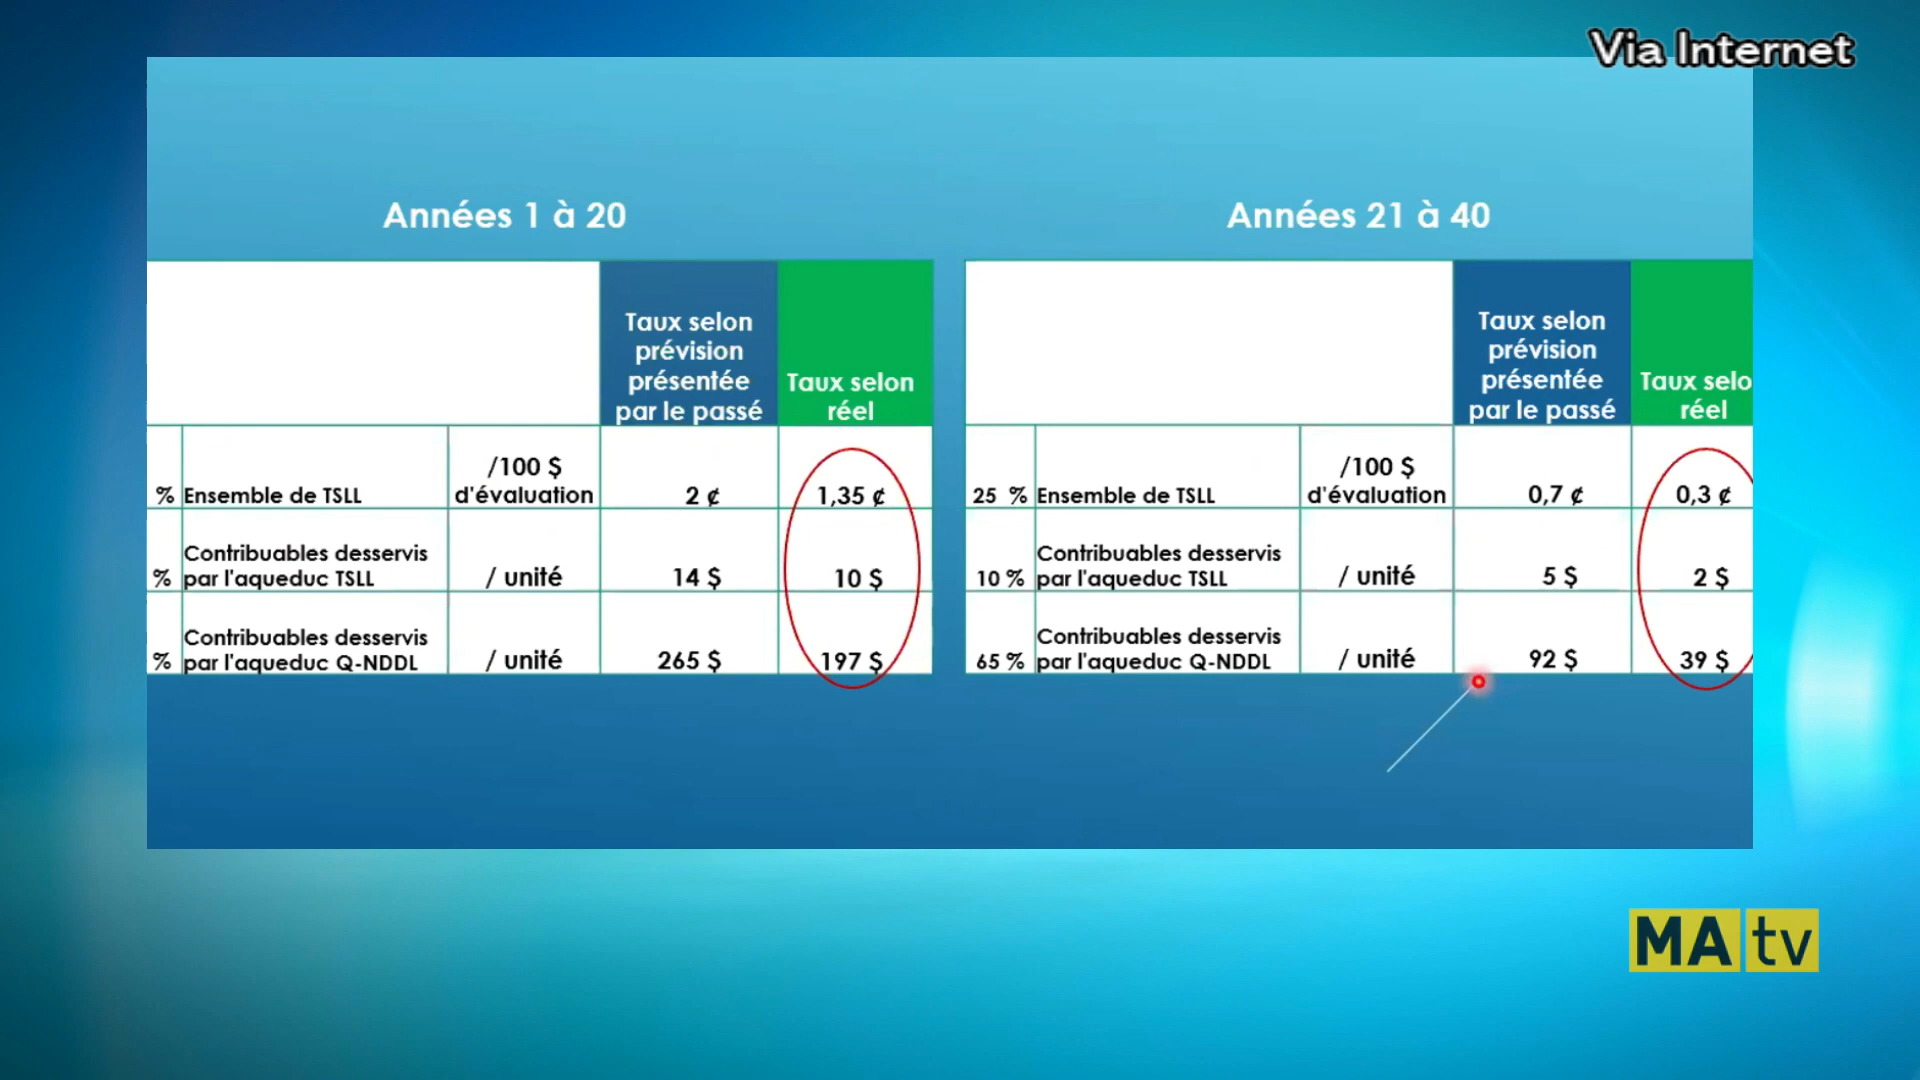 Via Internet
Années 1 à 20
Taux selon
prévision
présentée
par le passé
Taux selon
réel
% Ensemble de TSLL
/100 $
d'évaluation
2 ¢
1,35 ¢
% Contribuables desservis
par l'aqueduc TSLL
/ unité
14 $
10 $
% Contribuables desservis
par l'aqueduc Q-NDDL
/ unité
265 $
197 $
Années 21 à 40
Taux selon
prévision
présentée
par le passé
Taux selo
réel
25 % Ensemble de TSLL
/100 $
d'évaluation
0,7 ¢
0,3 ¢
10 % Contribuables desservis
par l'aqueduc TSLL
/ unité
5 $
2 $
65 % Contribuables desservis
par l'aqueduc Q-NDDL
/ unité
92 $
39 $
MAtv